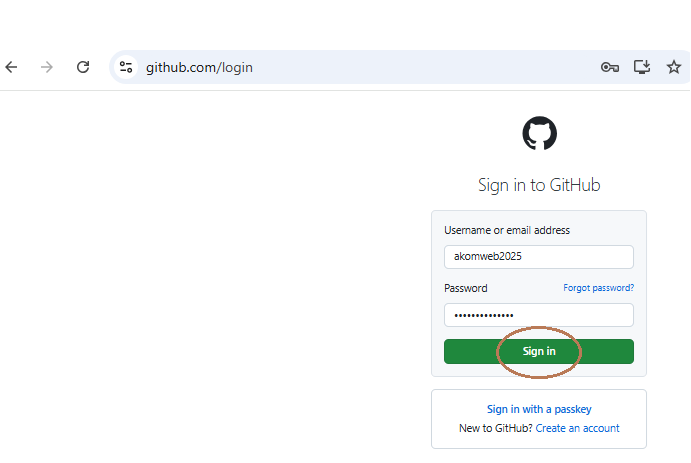 github.com/login
Sign in to GitHub
Username or email address
akomweb2025
Password Forgot password?
••••••••••••••
Sign in
Sign in with a passkey
New to GitHub? Create an account